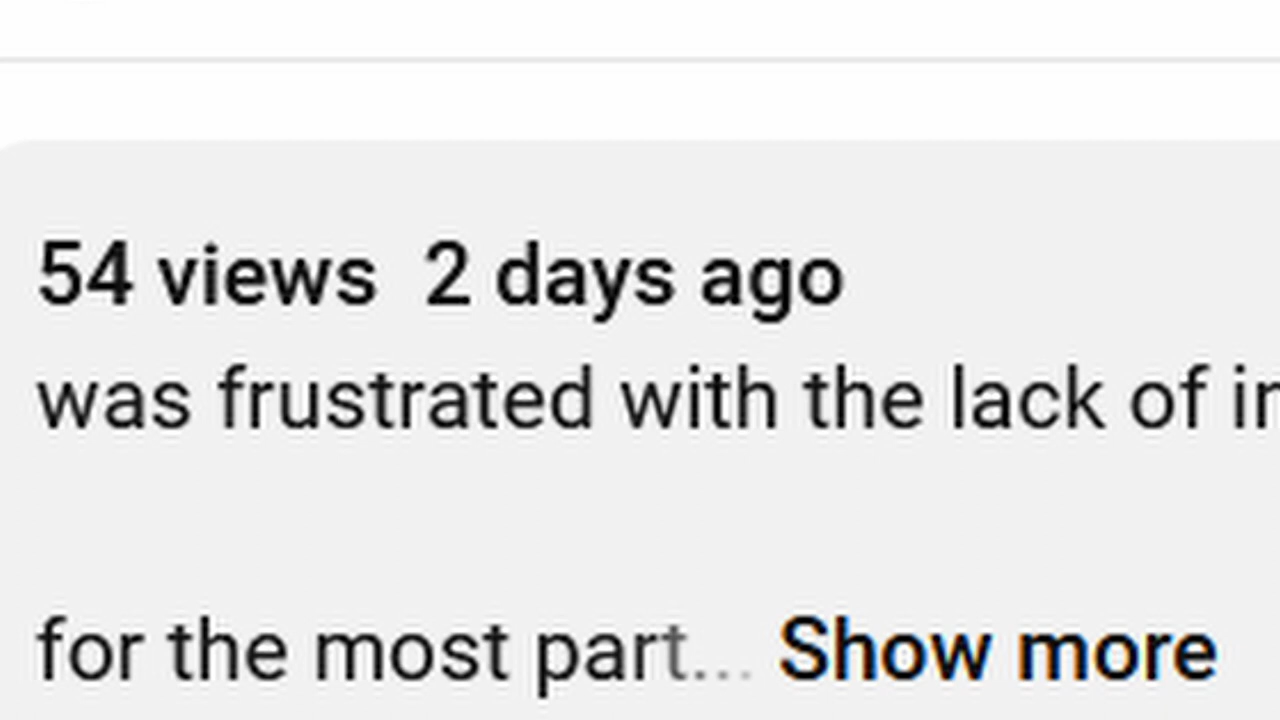 54 views 2 days ago
was frustrated with the lack of
for the most part... Show more